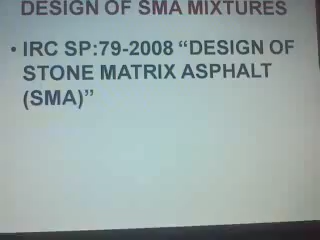 DESIGN OF SMA MIXTURES
• IRC SP:79-2008 “DESIGN OF
STONE MATRIX ASPHALT
(SMA)”